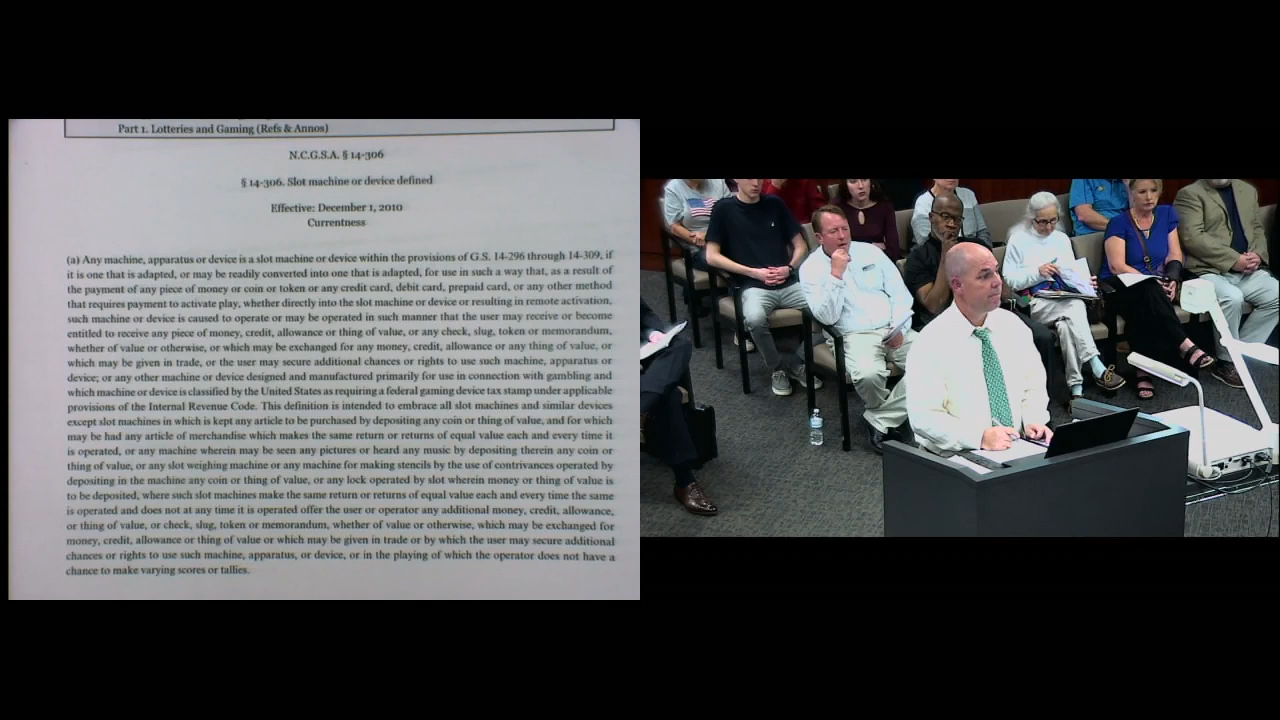 Part 1. Lotteries and Gaming (Refs & Annos)
N.C.G.S.A. § 14-306
§ 14-306. Slot machine or device defined
Effective: December 1, 2010
Currentness
(a) Any machine, apparatus or device is a slot machine or device within the provisions of G.S. 14-296 through 14-309, if
it is one that is adapted, or may be readily converted into one that is adapted, for use in such a way that, as a result of
the payment of any piece of money or coin or token or any credit card, debit card, prepaid card, or any other method
that requires payment to activate play, whether directly into the slot machine or device or resulting in remote activation,
such machine or device is caused to operate or may be operated in such manner that the user may receive or become
entitled to receive any piece of money, credit, allowance or thing of value, or any check, slug, token or memorandum,
whether of value or otherwise, or which may be exchanged for any money, credit, allowance or any thing of value, or
which may be given in trade, or the user may secure additional chances or rights to use such machine, apparatus or
device; or any other machine or device designed and manufactured primarily for use in connection with gambling and
which machine or device is classified by the United States as requiring a federal gaming device tax stamp under applicable
provisions of the Internal Revenue Code. This definition is intended to embrace all slot machines and similar devices
except slot machines in which is kept any article to be purchased by depositing any coin or thing of value, and for which
may be had any article of merchandise which makes the same return or returns of equal value each and every time it
is operated, or any machine wherein may be seen any pictures or heard any music by depositing therein any coin or
thing of value, or any slot weighing machine or any machine for making stencils by the use of contrivances operated by
depositing in the machine any coin or thing of value, or any lock operated by slot wherein money or thing of value is
to be deposited, where such slot machines make the same return or returns of equal value each and every time the same
is operated and does not at any time it is operated offer the user or operator any additional money, credit, allowance,
or thing of value, or check, slug, token or memorandum, whether of value or otherwise, which may be exchanged for
money, credit, allowance or thing of value or which may be given in trade or by which the user may secure additional
chances or rights to use such machine, apparatus, or device, or in the playing of which the operator does not have a
chance to make varying scores or tallies.